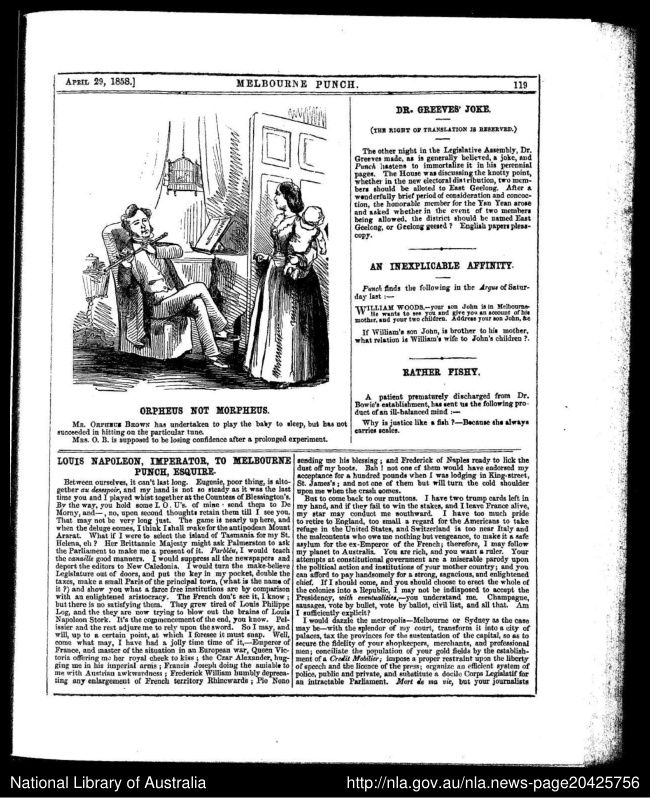 APRIL 29, 1858.]
MELBOURNE PUNCH.
119
ORPHEUS NOT MORPHEUS.
MR. ORPHEUS BROWN has undertaken to play the baby to sleep, but has not
succeeded in hitting on the particular tune.
MRS. O. B. is supposed to be losing confidence after a prolonged experiment.
DR. GREEVES' JOKE.
(THE RIGHT OF TRANSLATION IS RESERVED.)
The other night in the Legislative Assembly, Dr.
Greeves made, as is generally believed, a joke, and
Punch hastens to immortalize it in his perennial
pages. The House was discussing the knotty point,
whether in the new electoral distribution, two mem-
bers should be alloted to East Geelong. After a
wonderfully brief period of consideration and concoc-
tion, the honorable member for the Yan Yean arose
and asked whether in the event of two members
being allowed, the district should be named East
Geelong, or Geelong geesed ? English papers pleas-
copy.
AN INEXPLICABLE AFFINITY.
Punch finds the following in the Argus of Satur-
day last :—
WILLIAM WOODS,—your son John is in Melbourne-
He wants to see you and give you an account of his
mother, and your two children. Address your son John, &c
If William's son John, is brother to his mother,
what relation is William's wife to John's children ?.
RATHER FISHY.
A patient prematurely discharged from Dr.
Bowie's establishment, has sent us the following pro-
duct of an ill-balanced mind :—
Why is justice like a fish ?—Because she always
carries scales.
LOUIS NAPOLEON, IMPERATOR, TO MELBOURNE
PUNCH, ESQUIRE.
Between ourselves, it can't last long. Eugenie, poor thing, is alto-
gether au desespoir, and my hand is not so steady as it was the last
time you and I played whist together at the Countess of Blessington's.
By the way, you hold some I. O. U's. of mine - send them to De
Morny, and—, no, upon second thoughts retain them till I see you.
That may not be very long just. The game is nearly up here, and
when the deluge comes, I think I shall make for the antipodean Mount
Ararat. What if I were to select the island of Tasmania for my St.
Helena, eh ? Her Brittannic Majesty might ask Palmerston to ask
the Parliament to make me a present of it. Parbleu, I would teach
the canaille good manners. I would suppress all the newspapers and
deport the editors to New Caledonia. I would turn the make-believe
Legislature out of doors, and put the key in my pocket, double the
taxes, make a small Paris of the principal town, (what is the name of
it ?) and shew you what a farce free institutions are by comparison
with an enlightened aristocracy. The French don't see it, I know ;
but there is no satisfying them. They grew tired of Louis Philippe
Log, and the they are now trying to blow out the brains of Louis
Napoleon Stork. It's the commencement of the end, you know. Pel-
issier and the rest adjure me to rely upon the sword. So I may, and
will, up to a certain point, at which I foresee it must snap. Well,
come what may, I have had a jolly time time of it,—Emperor of
France, and master of the situation in an European war, Queen Vic-
toria offering me her royal cheek to kiss ; the Czar Alexander, hug-
ging me in his imperial arms ; Francis Joseph doing the amiable to
me with Austrian awkwardness ; Frederick William humbly depreca-
ting any enlargement of French territory Rhinewards ; Pio Nono
sending me his blessing ; and Frederick of Naples ready to lick the
dust off my boots. Bah ! not one of them would have endorsed my
acceptance for a hundred pounds when I was lodging in King-street,
St. James's ; and not one of them but will turn the cold shoulder
upon me when the crash comes.
But to come back to our muttons. I have two trump cards left in
my hand, and if they fail to win the stakes, and I leave France alive,
my star may conduct me southward. I have too much pride
to retire to England, too small a regard for the Americans to take
refuge in the United States, and Switzerland is too near Italy and
the malcontents who owe me nothing but vengeance, to make it a safe
asylum for the ex-Emperor of the French; therefore, I may follow
my planet to Australia. You are rich, and you want a ruler. Your
attempts at constitutional government are a miserable parody upon
the political action and institutions of your mother country; and you
can afford to pay handsomely for a strong, sagacious, and enlightened
chief. If I should come, and you should choose to erect the whole of
the colonies into a Republic, I may not be indisposed to accept the
Presidency, with eventualities,—you understand me. Champagne,
sausages, vote by bullet, vote by ballot, civil list, and all that. Am
I sufficiently explicit ?
I would dazzle the metropolis—Melbourne or Sydney as the case
may be—with the splendor of my court, transform it into a city of
palaces, tax the provinces for the sustentation of the capital, so as to
secure the fidelity of your shopkeepers, merchants, and professional
men; conciliate the population of your gold fields by the establish-
ment of a Credit Mobilier; impose a proper restraint upon the liberty
of speech and the licence of the press; organize an efficient system of
police, public and private, and substitute a docile Corps Legislatif for
an intractable Parliament. Mort de ma vie, but your journalists
National Library of Australia
http://nla.gov.au/nla.news-page20425756